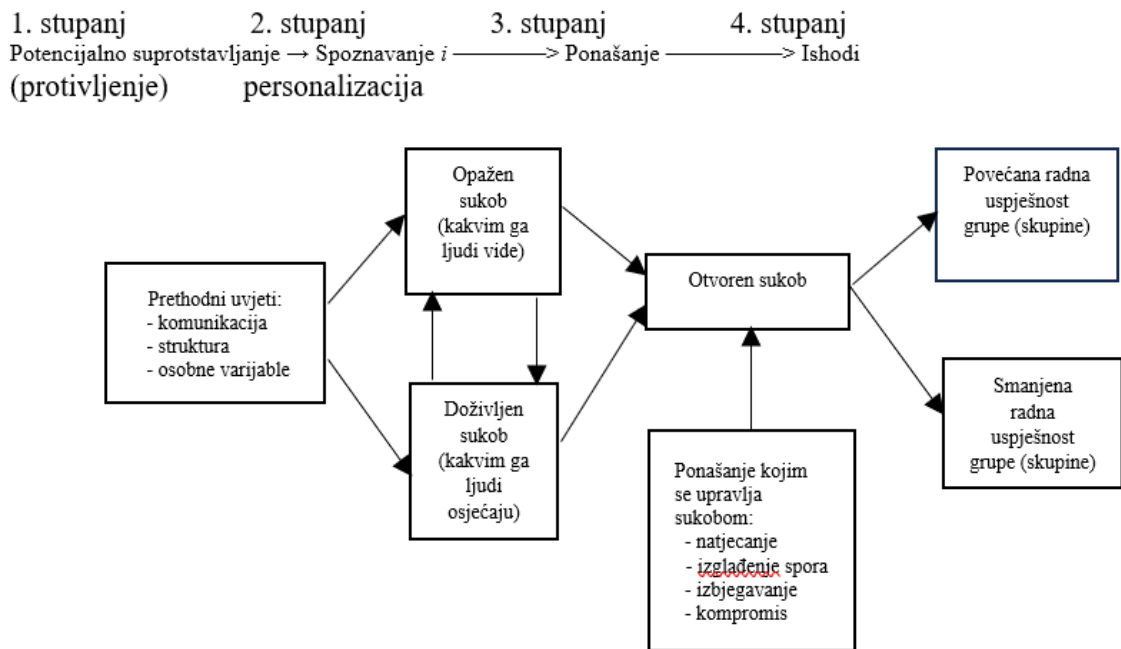 1. stupanj 2. stupanj 3. stupanj 4. stupanj
Potencijalno suprotstavljanje → Spoznavanje i ————> Ponašanje ————> Ishodi
(protivljenje) personalizacija
Prethodni uvjeti:
- komunikacija
- struktura
- osobne varijable
Opažen
sukob
(kakvim ga
ljudi vide)
Doživljen
sukob
(kakvim ga
ljudi
osjećaju)
Otvoren sukob
Ponašanje kojim
se upravlja
sukobom:
- natjecanje
- izglađenje spora
- izbjegavanje
- kompromis
Povećana radna
uspješnost
grupe (skupine)
Smanjena
radna
uspješnost
grupe (skupine)